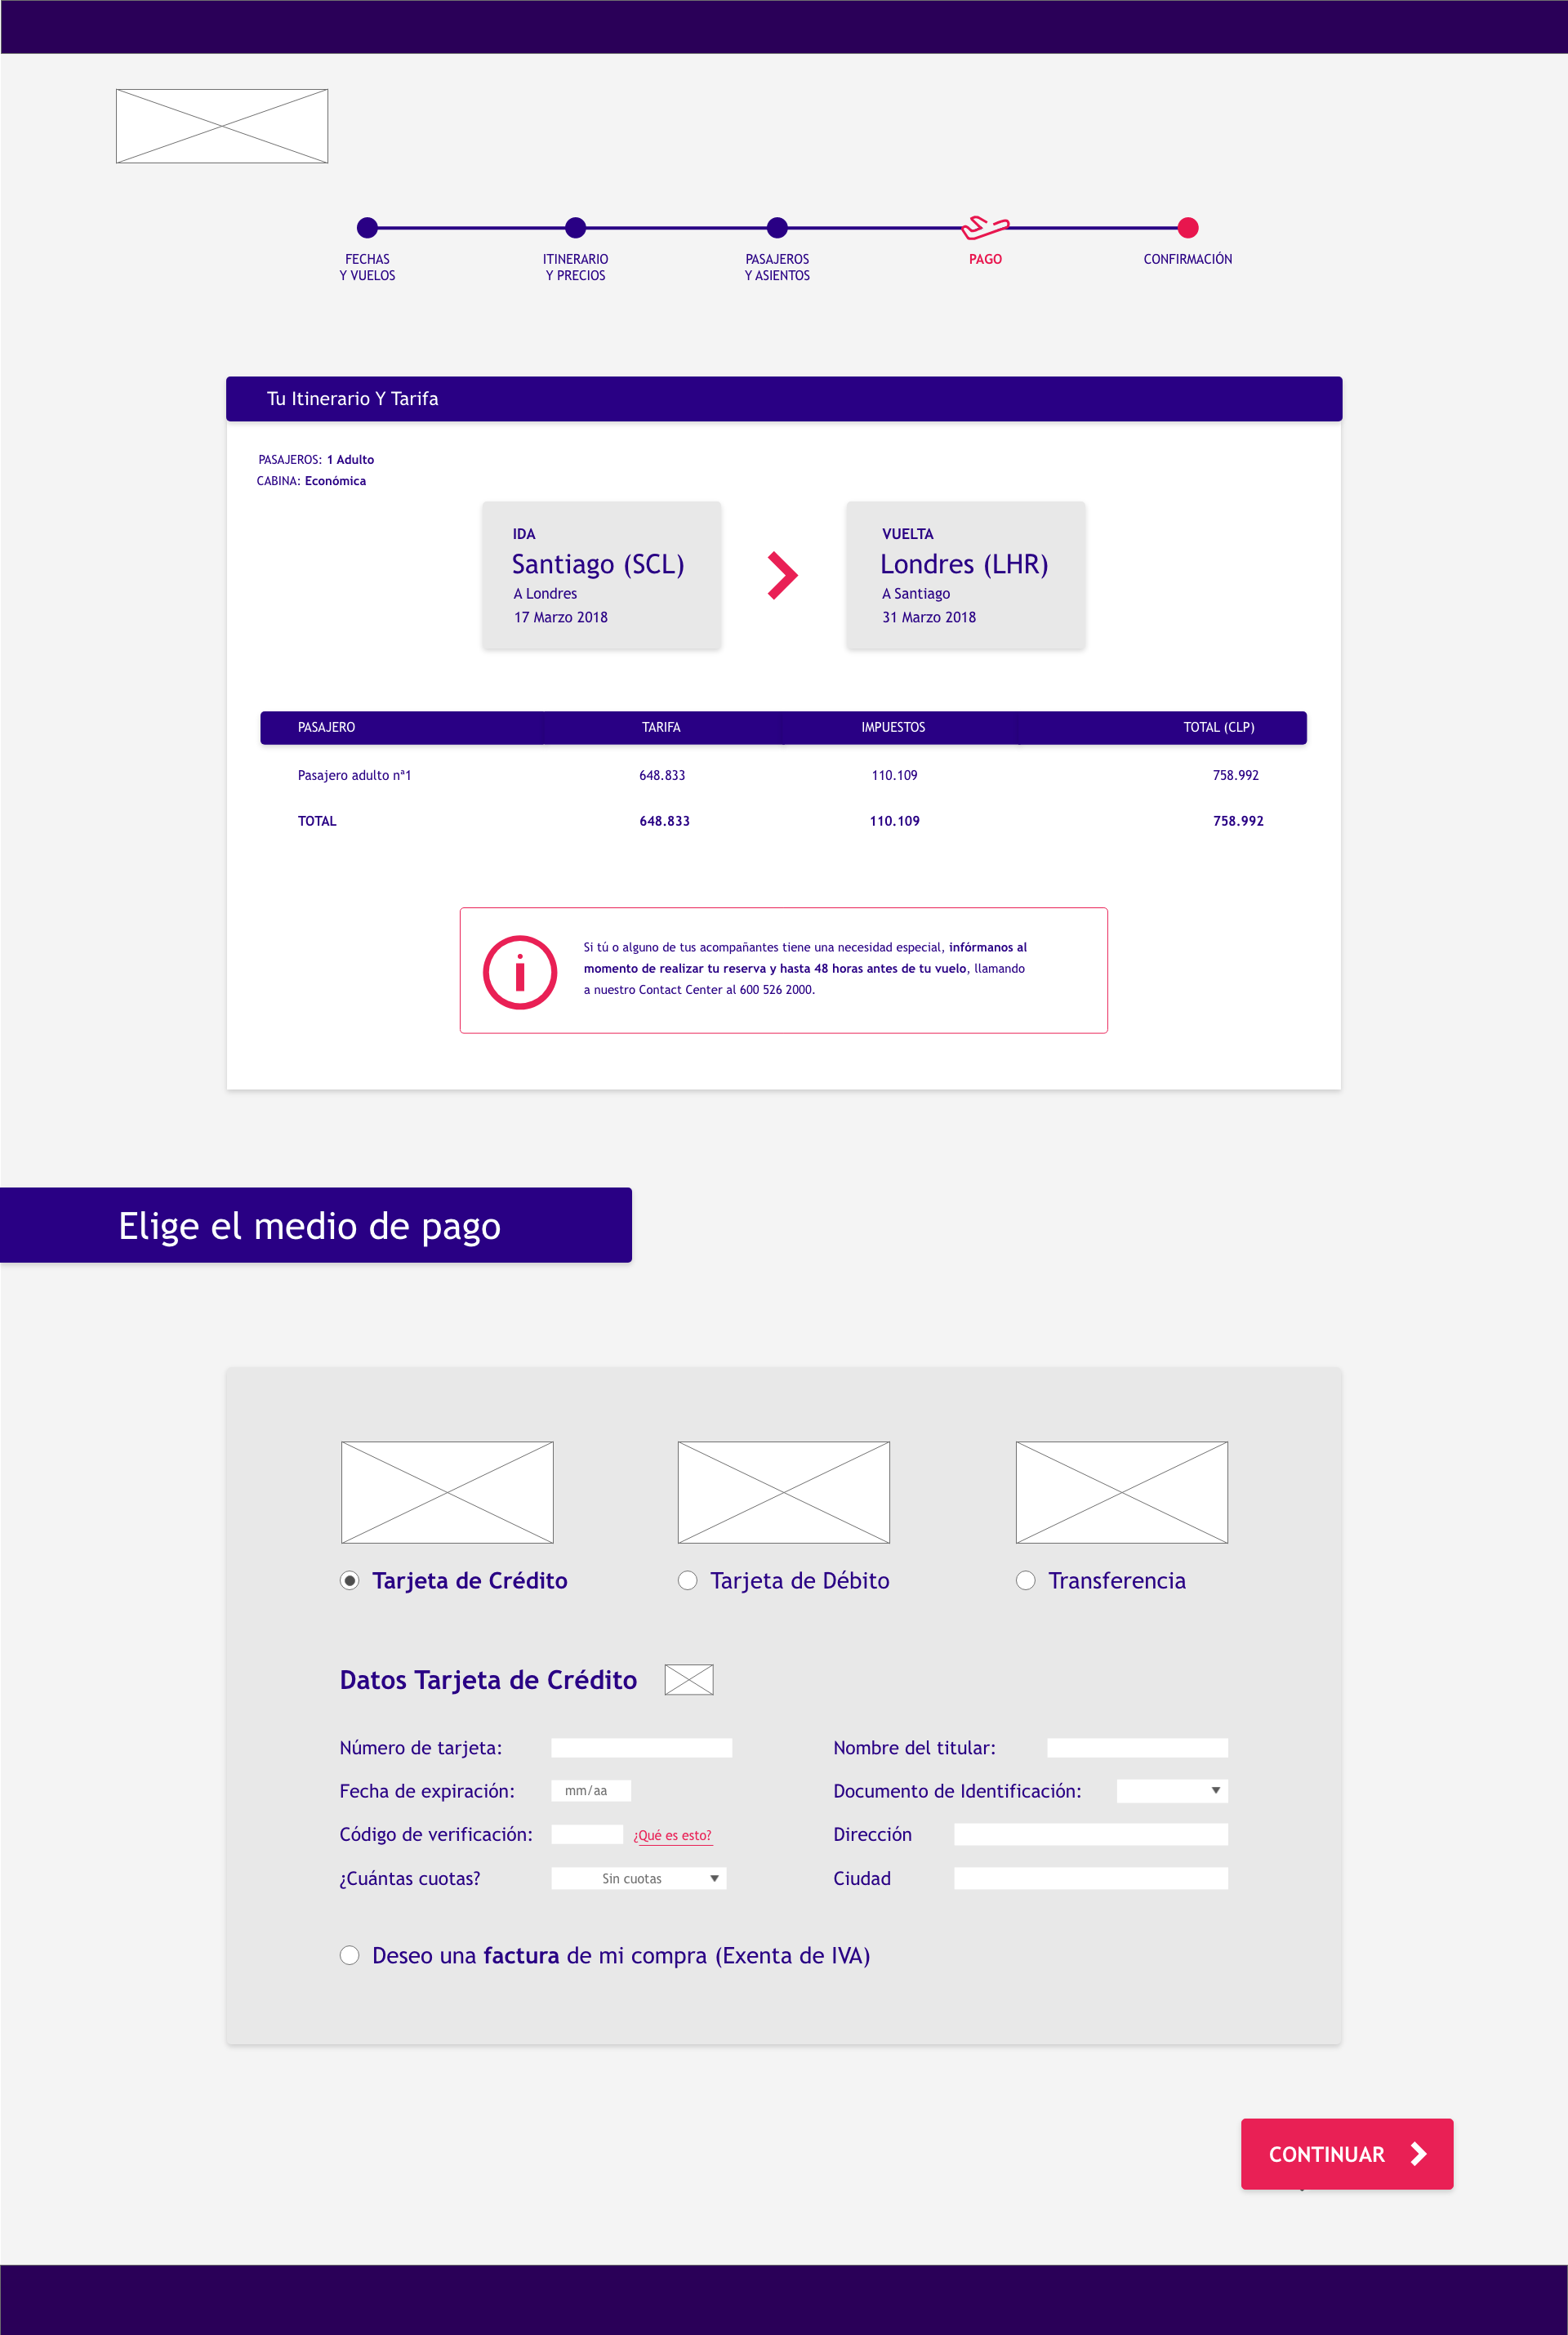 FECHAS
Y VUELOS
ITINERARIO
Y PRECIOS
PASAJEROS
Y ASIENTOS
PAGO
CONFIRMACIÓN
Tu Itinerario Y Tarifa
PASAJEROS: 1 Adulto
CABINA: Económica
IDA
Santiago (SCL)
A Londres
17 Marzo 2018
VUELTA
Londres (LHR)
A Santiago
31 Marzo 2018
PASAJERO TARIFA IMPUESTOS TOTAL (CLP)
Pasajero adulto nª1 648.833 110.109 758.992
TOTAL 648.833 110.109 758.992
Si tú o alguno de tus acompañantes tiene una necesidad especial, infórmanos al
momento de realizar tu reserva y hasta 48 horas antes de tu vuelo, llamando
a nuestro Contact Center al 600 526 2000.
Elige el medio de pago
Tarjeta de Crédito Tarjeta de Débito Transferencia
Datos Tarjeta de Crédito
Número de tarjeta:
Fecha de expiración: mm/aa
Código de verificación: ¿Qué es esto?
¿Cuántas cuotas? Sin cuotas
Nombre del titular:
Documento de Identificación:
Dirección
Ciudad
Deseo una factura de mi compra (Exenta de IVA)
CONTINUAR